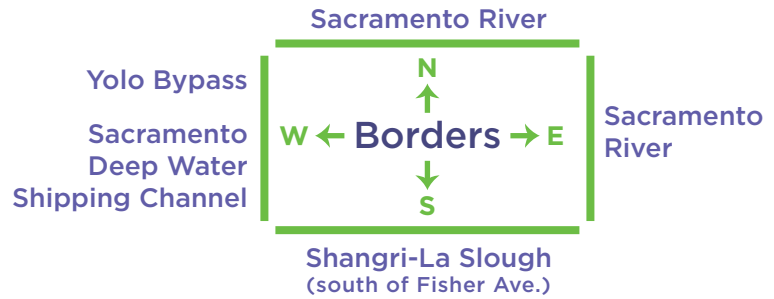 Sacramento River
N
Yolo Bypass
Sacramento
Deep Water
Shipping Channel
W
Borders
E
Sacramento
River
S
Shangri-La Slough
(south of Fisher Ave.)